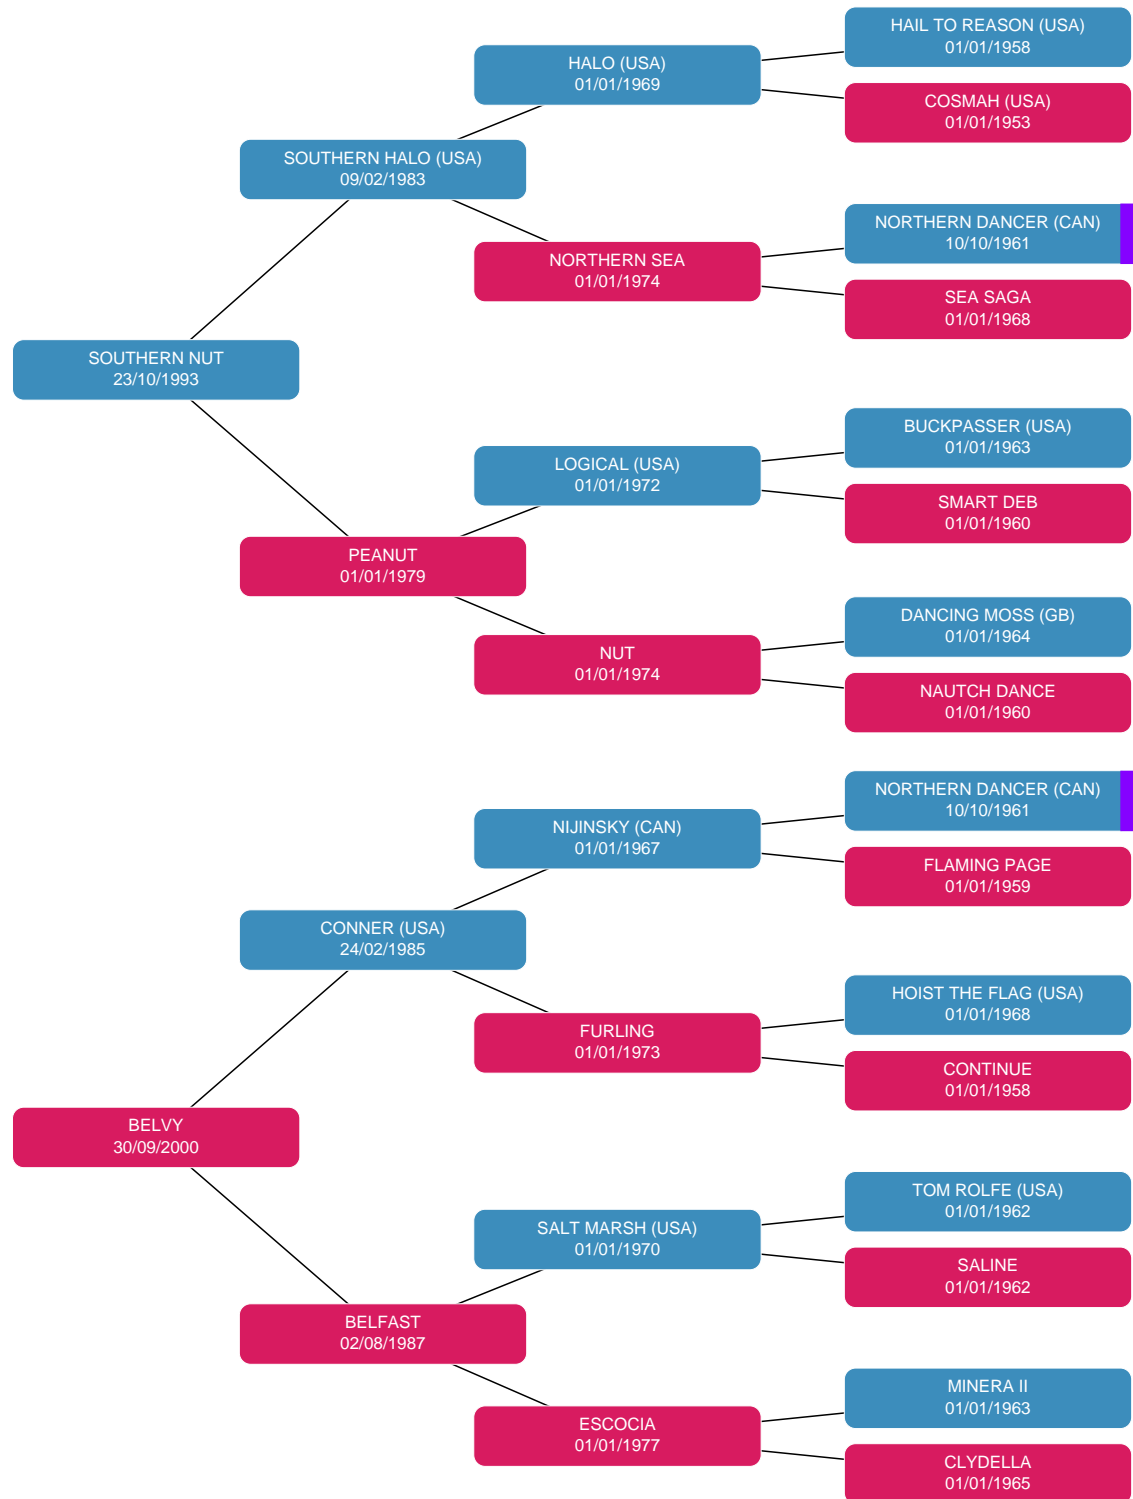 HAIL TO REASON (USA)
01/01/1958
HALO (USA)
01/01/1969
COSMAH (USA)
01/01/1953
SOUTHERN HALO (USA)
09/02/1983
NORTHERN DANCER (CAN)
10/10/1961
NORTHERN SEA
01/01/1974
SEA SAGA
01/01/1968
SOUTHERN NUT
23/10/1993
BUCKPASSER (USA)
01/01/1963
LOGICAL (USA)
01/01/1972
SMART DEB
01/01/1960
PEANUT
01/01/1979
DANCING MOSS (GB)
01/01/1964
NUT
01/01/1974
NAUTCH DANCE
01/01/1960
NORTHERN DANCER (CAN)
10/10/1961
NIJINSKY (CAN)
01/01/1967
FLAMING PAGE
01/01/1959
CONNER (USA)
24/02/1985
HOIST THE FLAG (USA)
01/01/1968
FURLING
01/01/1973
CONTINUE
01/01/1958
BELVY
30/09/2000
TOM ROLFE (USA)
01/01/1962
SALT MARSH (USA)
01/01/1970
SALINE
01/01/1962
BELFAST
02/08/1987
MINERA II
01/01/1963
ESCOCIA
01/01/1977
CLYDELLA
01/01/1965